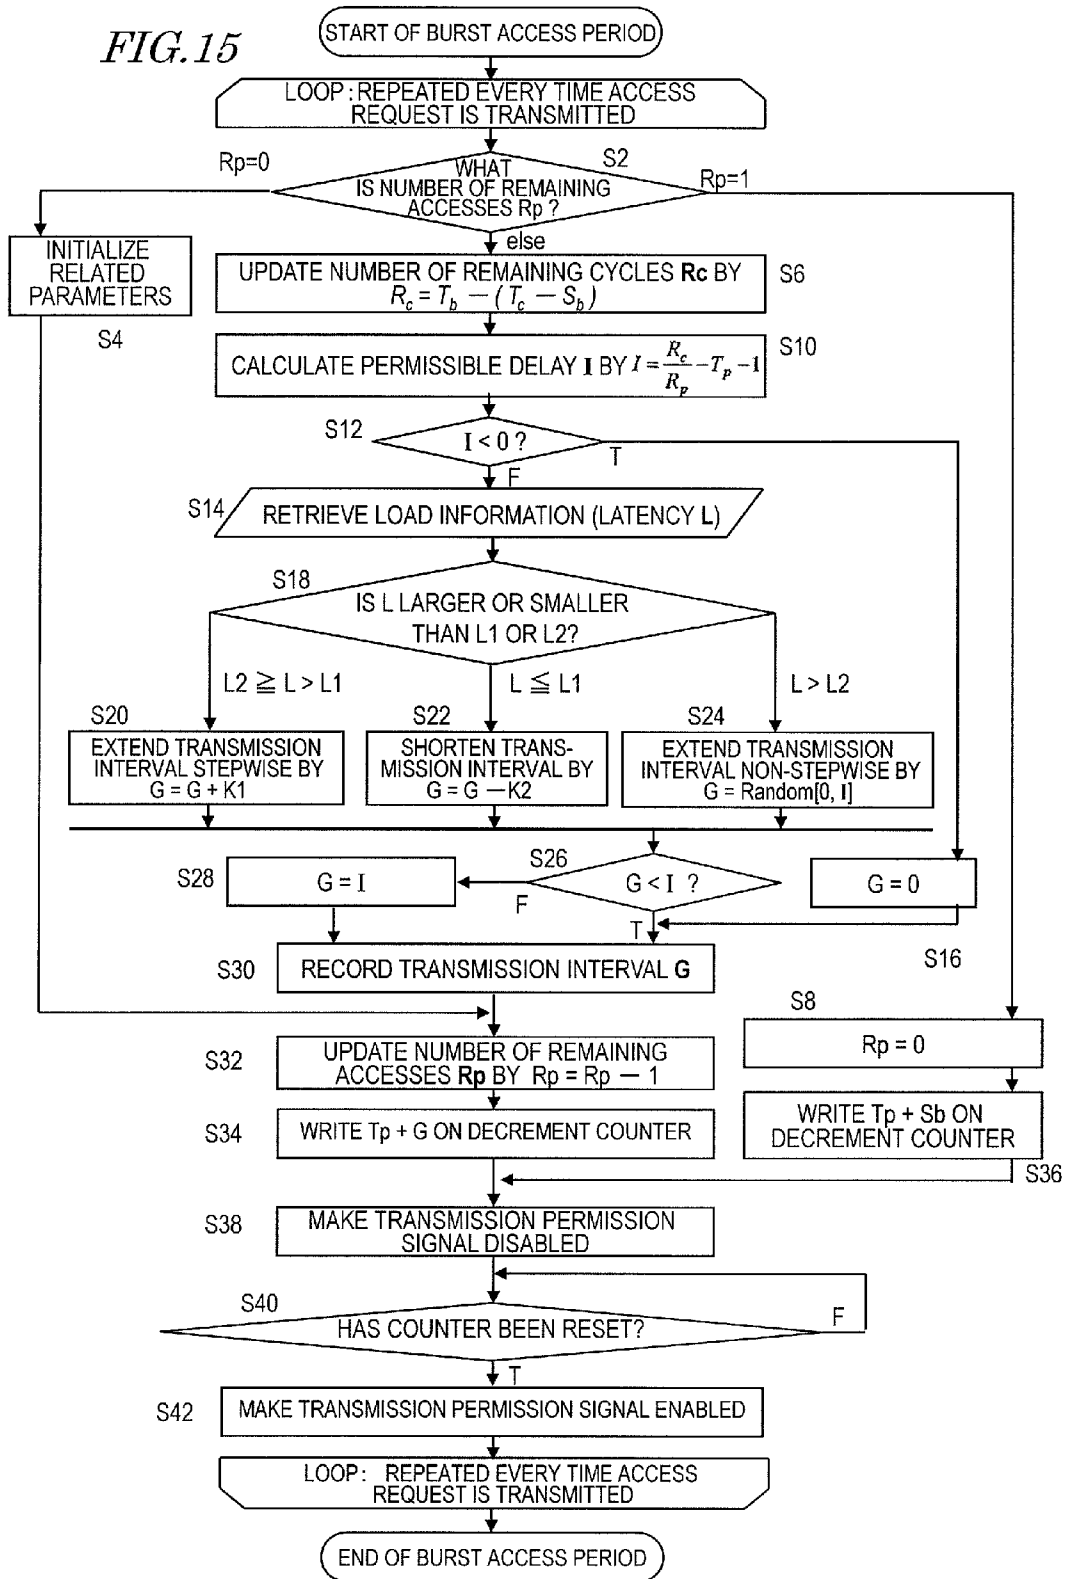 FIG.15
START OF BURST ACCESS PERIOD
LOOP : REPEATED EVERY TIME ACCESS
REQUEST IS TRANSMITTED
Rp=0
S2
Rp=1
WHAT
IS NUMBER OF REMAINING
ACCESSES Rp ?
else
INITIALIZE
RELATED
PARAMETERS
S4
UPDATE NUMBER OF REMAINING CYCLES Rc BY
Rc = Tb — ( Tc — Sb )
S6
CALCULATE PERMISSIBLE DELAY I BY I = Rc/Rp − Tp − 1
S10
S12
I < 0 ?
T
F
S14
RETRIEVE LOAD INFORMATION (LATENCY L)
S18
IS L LARGER OR SMALLER
THAN L1 OR L2?
L2 ≧ L > L1
L ≦ L1
L > L2
S20
S22
S24
EXTEND TRANSMISSION
INTERVAL STEPWISE BY
G = G + K1
SHORTEN TRANS-
MISSION INTERVAL BY
G = G — K2
EXTEND TRANSMISSION
INTERVAL NON-STEPWISE BY
G = Random[0, I]
S28
G = I
S26
G < I ?
F
T
G = 0
S16
S30
RECORD TRANSMISSION INTERVAL G
S8
Rp = 0
S32
UPDATE NUMBER OF REMAINING
ACCESSES Rp BY Rp = Rp — 1
S34
WRITE Tp + G ON DECREMENT COUNTER
WRITE Tp + Sb ON
DECREMENT COUNTER
S36
S38
MAKE TRANSMISSION PERMISSION
SIGNAL DISABLED
S40
HAS COUNTER BEEN RESET?
F
T
S42
MAKE TRANSMISSION PERMISSION SIGNAL ENABLED
LOOP : REPEATED EVERY TIME ACCESS
REQUEST IS TRANSMITTED
END OF BURST ACCESS PERIOD